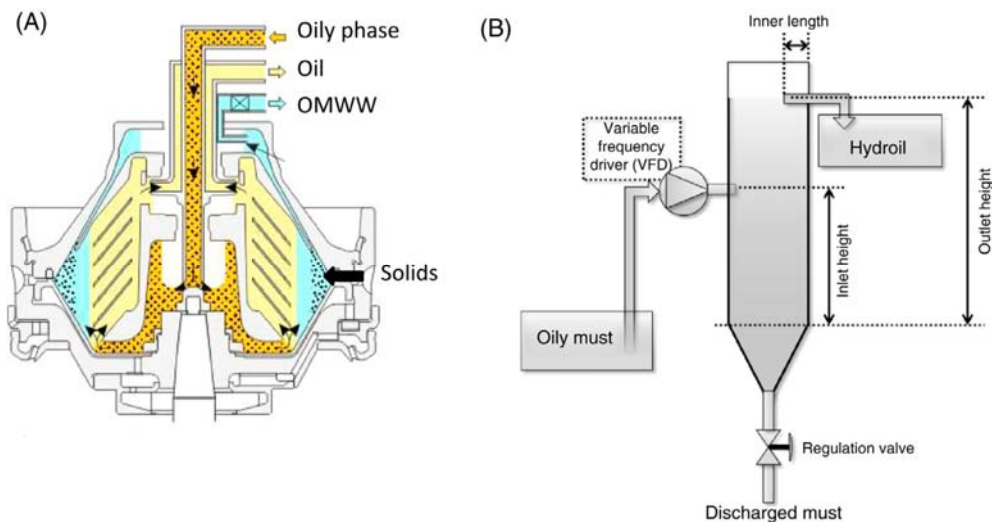 (A)
Oily phase
Oil
OMWW
Solids
(B)
Inner length
Variable
frequency
driver (VFD)
Hydroil
Inlet height
Outlet height
Oily must
Regulation valve
Discharged must